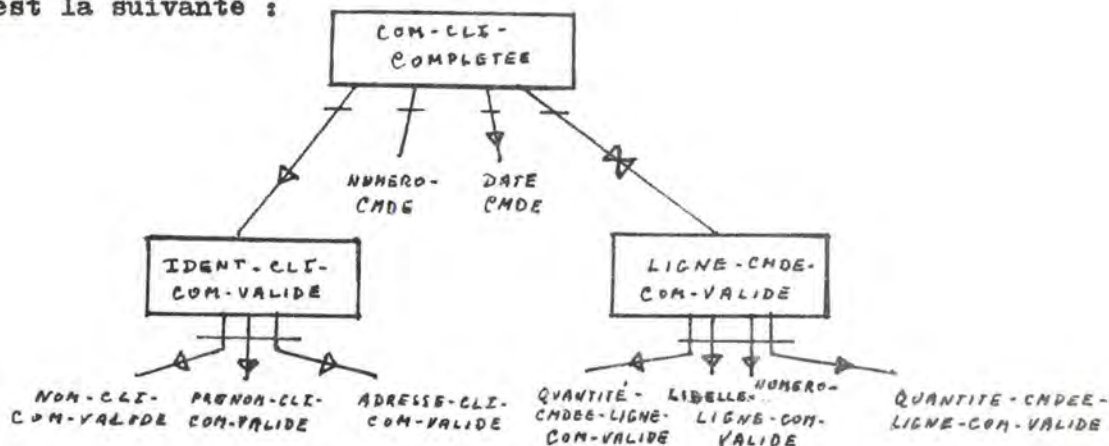 est la suivante :
COM-CLI-
COMPLETEE
NUMERO-
CMDE
DATE
CMDE
IDENT-CLI-
COM-VALIDE
LIGNE-CMDE-
COM-VALIDE
NOM-CLI-
COM-VALIDE
PRENOM-CLI-
COM-VALIDE
ADRESSE-CLI-
COM-VALIDE
QUANTITÉ-
CMDEE-LIGNE-
COM-VALIDE
LIBELLE- NUMERO-
LIGNE-COM-
VALIDE
QUANTITE-CMDEE-
LIGNE-COM-VALIDE